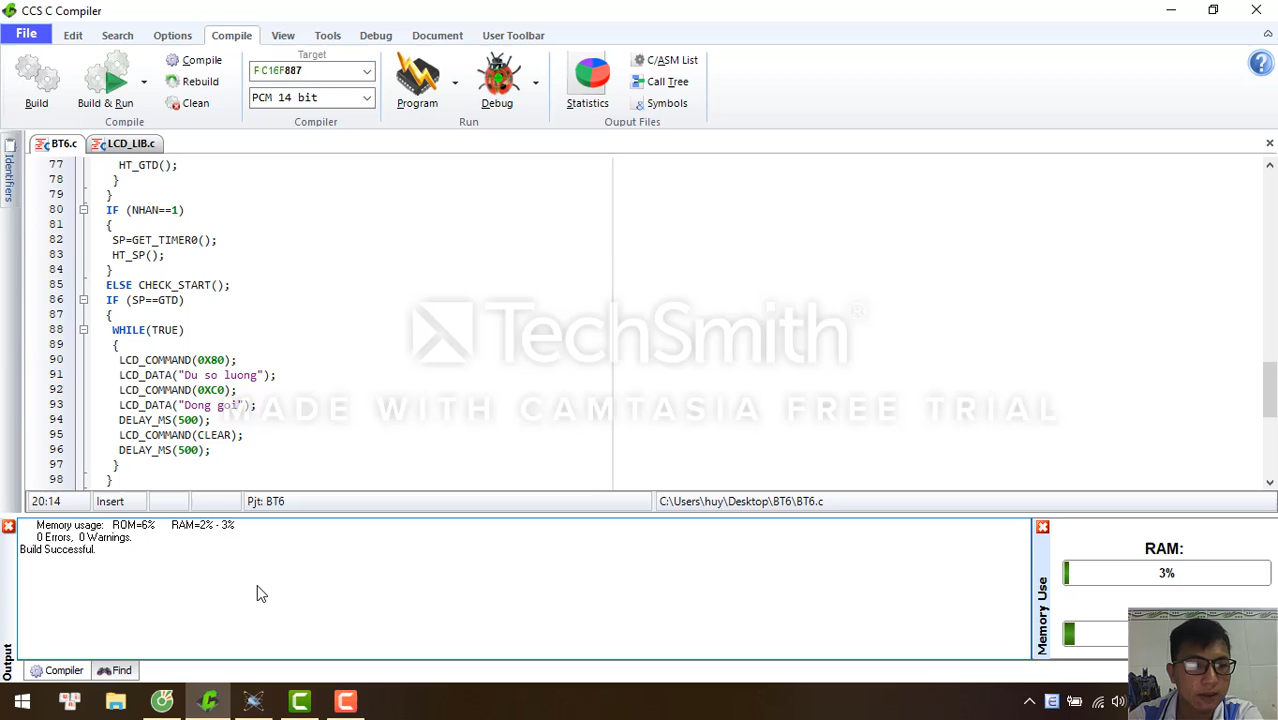 CCS C Compiler
File Edit Search Options Compile View Tools Debug Document User Toolbar
Build
Build & Run
Compile
Rebuild
Clean
Compile
Target
PCM 14 bit
Compiler
Program
Debug
Run
Statistics
C/ASM List
Call Tree
Symbols
Ouput Files
Identifiers
BT6.c LCD_LIB.c
77 HT_GTD();
78 }
79 }
80 IF (NHAN==1)
81 {
82 SP=GET_TIMER0();
83 HT_SP();
84 }
85 ELSE CHECK_START();
86 IF (SP==GTD)
87 {
88 WHILE(TRUE)
89 {
90 LCD_COMMAND(0X80);
91 LCD_DATA("Du so luong");
92 LCD_COMMAND(0XC0);
93 LCD_DATA("Dong goi");
94 DELAY_MS(500);
95 LCD_COMMAND(CLEAR);
96 DELAY_MS(500);
97 }
98 }
TechSmith®
MADE WITH CAMTASIA FREE TRIAL
20:14 Insert Pjt: BT6 C:\Users\huy\Desktop\BT6\BT6.c
Memory usage: ROM=6% RAM=2% - 3%
0 Errors, 0 Warnings.
Build Successful.
Output
Compiler Find
Memory Use
RAM:
3%